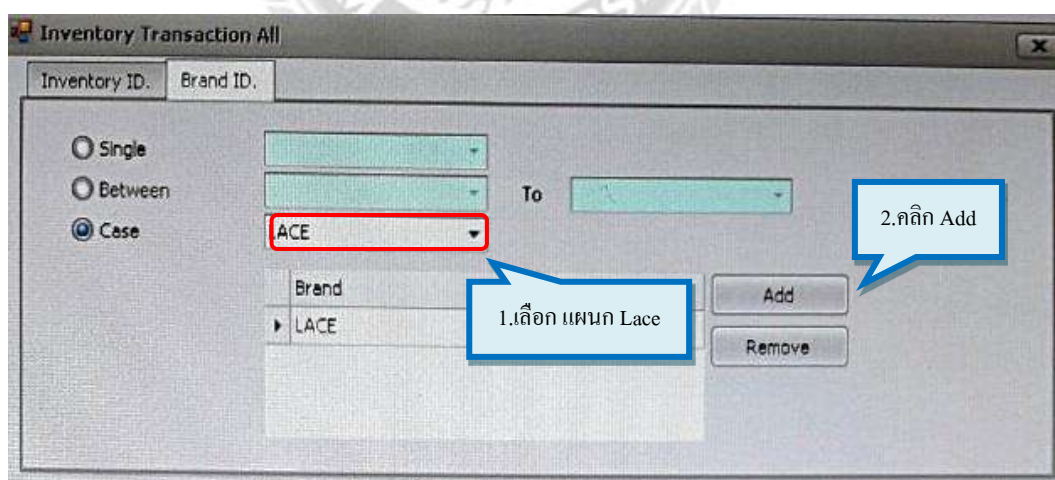 Inventory Transaction All
Inventory ID. Brand ID.
Single
Between To
Case LACE
2.คลิก Add
Brand Add
LACE 1.เลือก แผนก Lace
Remove